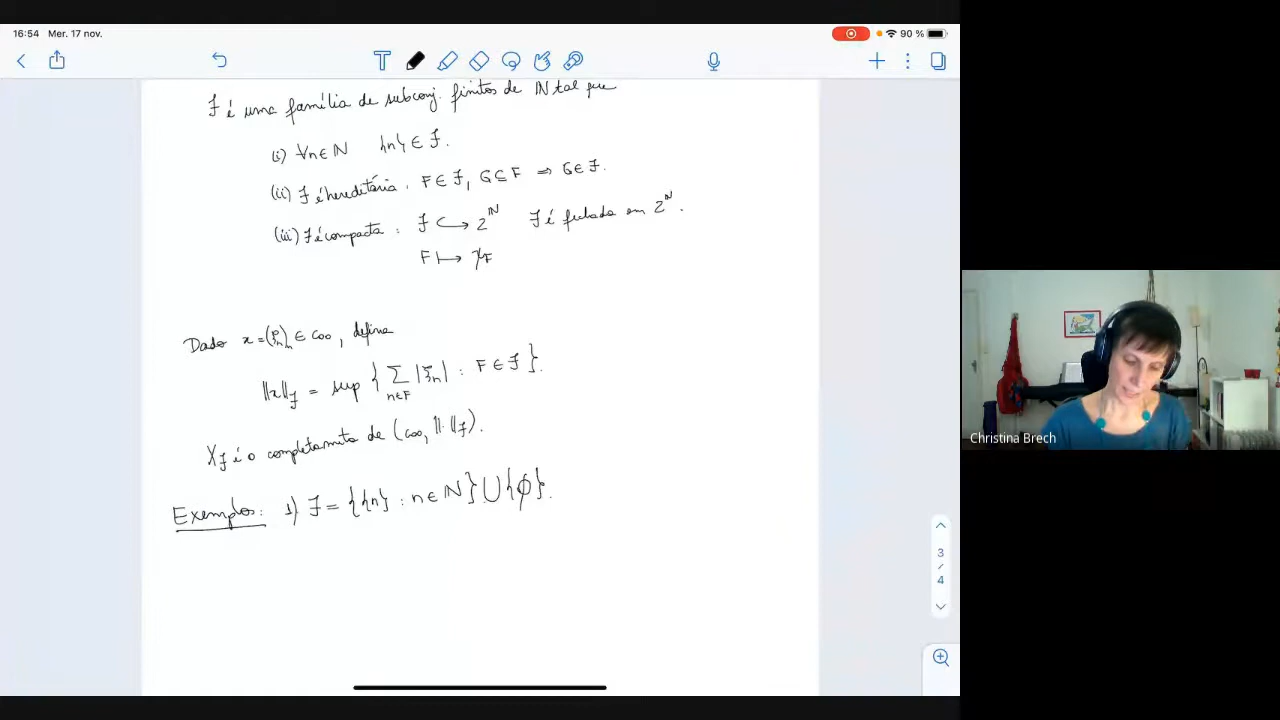 16:54 Mer. 17 nov. 90 %
T
F é uma família de subconj. finitos de ℕ tal que
(i) ∀n∈ℕ {n} ∈ F.
(ii) F é hereditária: F∈F, G⊆F ⇒ G∈F.
(iii) F é compacta: F ↪ 2^ℕ F é fechada em 2^ℕ.
F ↦ χ_F
Dado x=(ξ_n)_n ∈ c₀₀, defina
||x||_F = sup { ∑_{n∈F} |ξ_n| : F ∈ F }.
X_F é o completamento de (c₀₀, ||·||_F).
Exemplos: 1) F = {{n} : n∈ℕ} ∪ {∅}.
3
/
4
Christina Brech